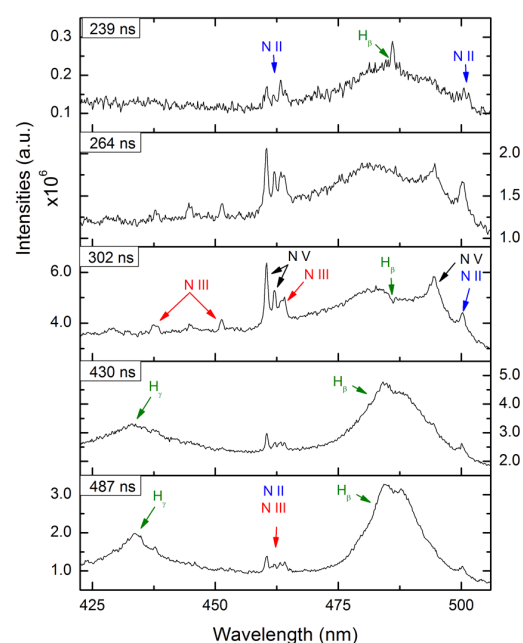 239 ns
0.3
0.2
0.1
N II
Hβ
N II
264 ns
2.0
1.5
1.0
302 ns
6.0
4.0
N III
N V
N III
Hβ
N V
N II
430 ns
5.0
4.0
3.0
2.0
Hγ
Hβ
487 ns
3.0
2.0
1.0
Hγ
N II
N III
Hβ
425 450 475 500
Wavelength (nm)
Intensities (a.u.)
x10⁶